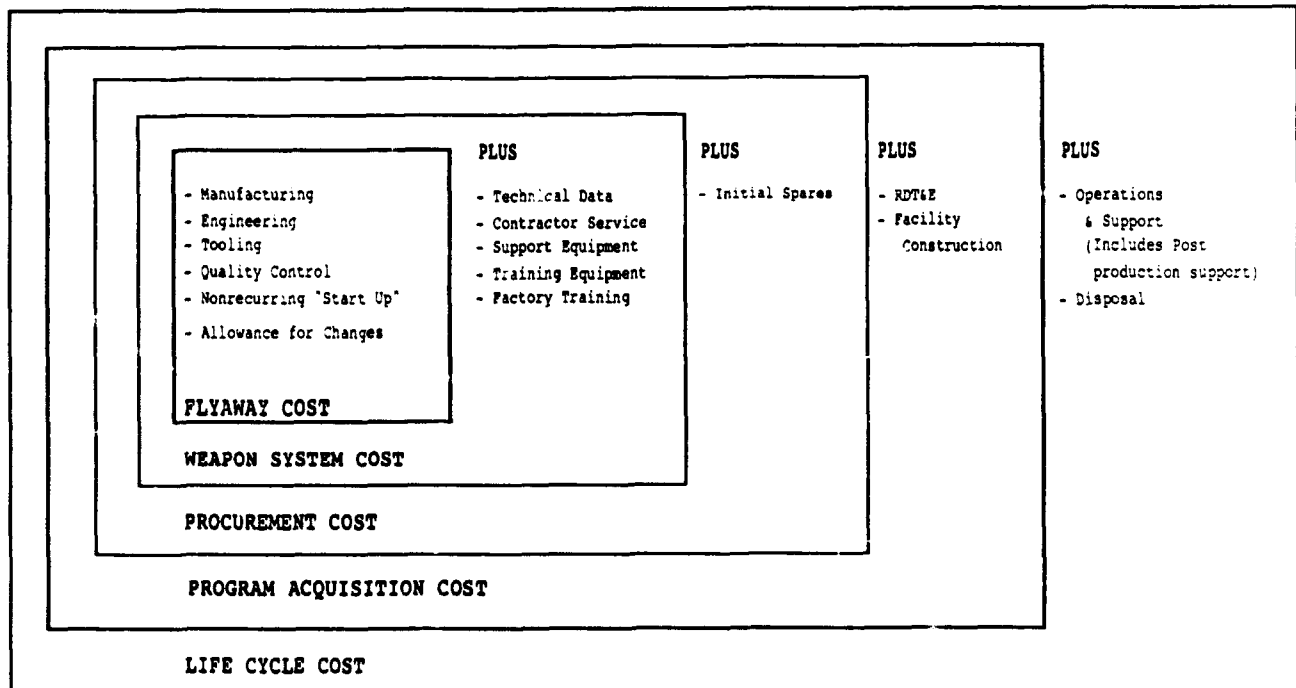 - Manufacturing
- Engineering
- Tooling
- Quality Control
- Nonrecurring "Start Up"
- Allowance for Changes
FLYAWAY COST
PLUS
- Technical Data
- Contractor Service
- Support Equipment
- Training Equipment
- Factory Training
WEAPON SYSTEM COST
PLUS
- Initial Spares
PROCUREMENT COST
PLUS
- RDT&E
- Facility
Construction
PROGRAM ACQUISITION COST
PLUS
- Operations
& Support
(Includes Post
production support)
- Disposal
LIFE CYCLE COST